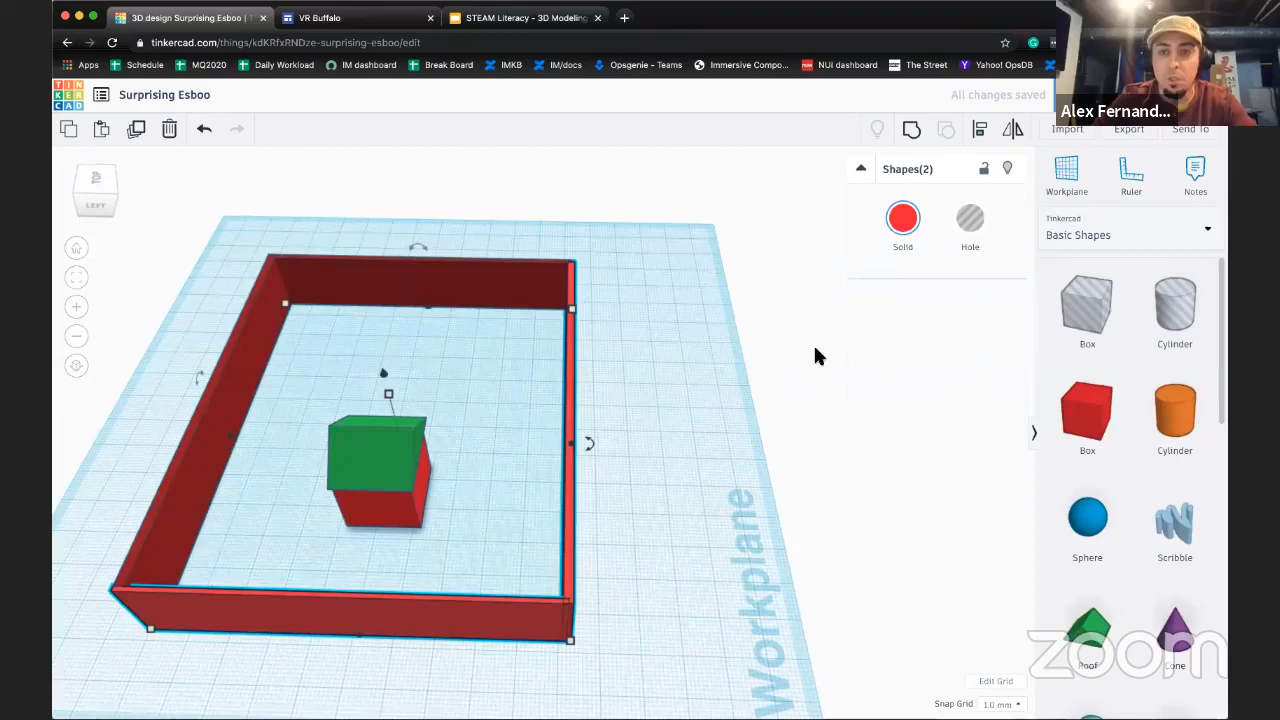 3D design Surprising Esboo | T
VR Buffalo
STEAM Literacy - 3D Modeling
tinkercad.com/things/kdKRfxRNDze-surprising-esboo/edit
Apps
Schedule
MQ2020
Daily Workload
IM dashboard
Break Board
IMKB
IM/docs
Opsgenie - Teams
Immersive Compo...
NUI dashboard
The Street
Yahoo! OpsDB
Alex Fernand...
TINKERCAD
Surprising Esboo
All changes saved
Import
Export
Send To
TOP
LEFT
Shapes(2)
Solid
Hole
Workplane
Ruler
Notes
Tinkercad
Basic Shapes
Box
Cylinder
Box
Cylinder
Sphere
Scribble
Roof
Cone
Workplane
Edit Grid
Snap Grid
1.0 mm
zoom